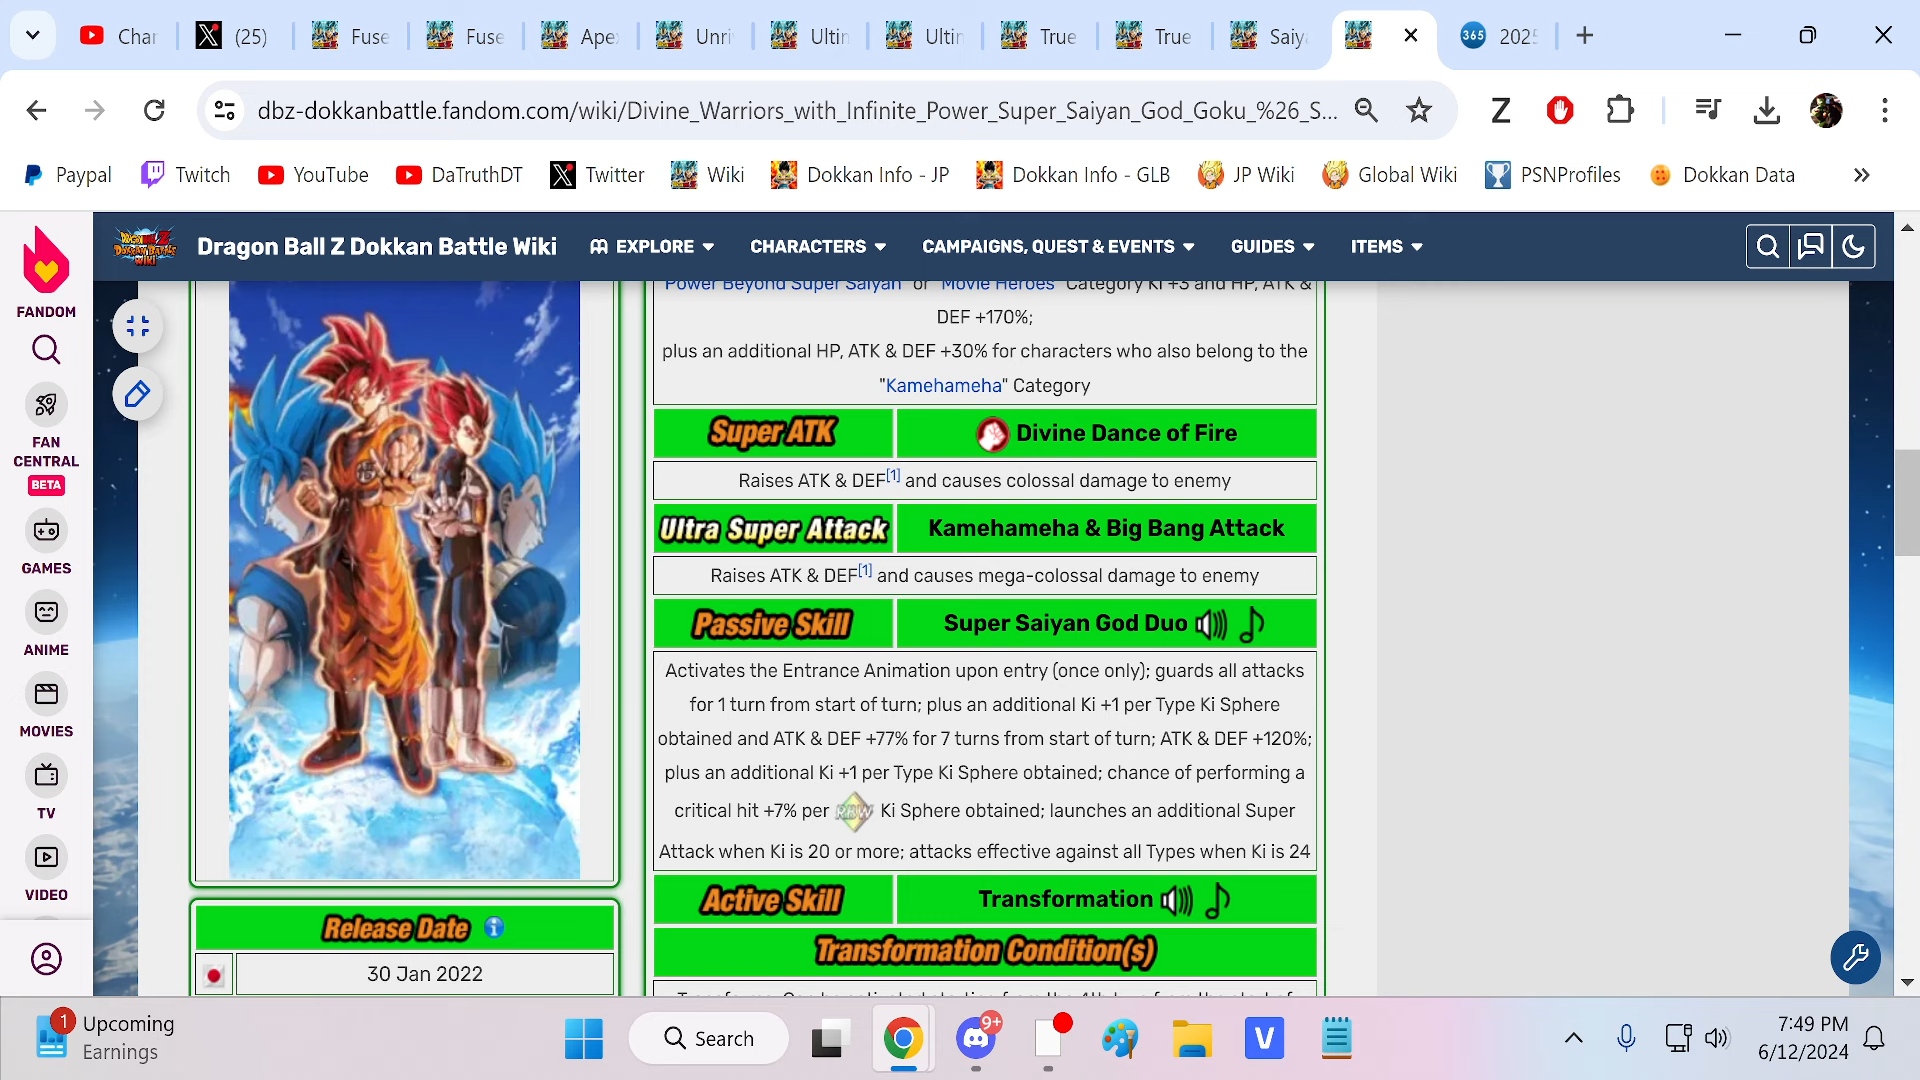 Char
(25)
Fuse
Fuse
Ape
Unri
Ultin
Ultin
True
True
Saiya
365 2025
dbz-dokkanbattle.fandom.com/wiki/Divine_Warriors_with_Infinite_Power_Super_Saiyan_God_Goku_%26_S...
Z
Paypal
Twitch
YouTube
DaTruthDT
Twitter
Wiki
Dokkan Info - JP
Dokkan Info - GLB
JP Wiki
Global Wiki
PSNProfiles
Dokkan Data
»
Dragon Ball Z Dokkan Battle Wiki
EXPLORE
CHARACTERS
CAMPAIGNS, QUEST & EVENTS
GUIDES
ITEMS
FANDOM
FAN
CENTRAL
BETA
GAMES
ANIME
MOVIES
TV
VIDEO
Power Beyond Super Saiyan" or "Movie Heroes" Category Ki +3 and HP, ATK &
DEF +170%;
plus an additional HP, ATK & DEF +30% for characters who also belong to the
"Kamehameha" Category
Super ATK
Divine Dance of Fire
Raises ATK & DEF[1] and causes colossal damage to enemy
Ultra Super Attack
Kamehameha & Big Bang Attack
Raises ATK & DEF[1] and causes mega-colossal damage to enemy
Passive Skill
Super Saiyan God Duo
Activates the Entrance Animation upon entry (once only); guards all attacks
for 1 turn from start of turn; plus an additional Ki +1 per Type Ki Sphere
obtained and ATK & DEF +77% for 7 turns from start of turn; ATK & DEF +120%;
plus an additional Ki +1 per Type Ki Sphere obtained; chance of performing a
critical hit +7% per RBW Ki Sphere obtained; launches an additional Super
Attack when Ki is 20 or more; attacks effective against all Types when Ki is 24
Active Skill
Transformation
Transformation Condition(s)
Release Date
30 Jan 2022
1
Upcoming
Earnings
Search
9+
V
7:49 PM
6/12/2024